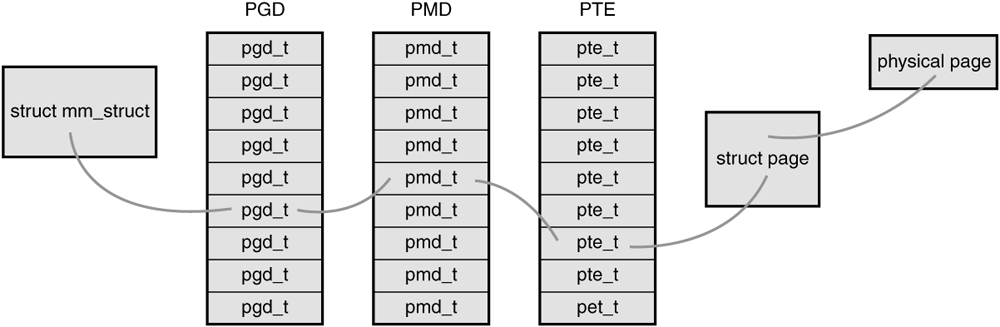 PGD
PMD
PTE
struct mm_struct
pgd_t
pgd_t
pgd_t
pgd_t
pgd_t
pgd_t
pgd_t
pgd_t
pgd_t
pmd_t
pmd_t
pmd_t
pmd_t
pmd_t
pmd_t
pmd_t
pmd_t
pmd_t
pte_t
pte_t
pte_t
pte_t
pte_t
pte_t
pte_t
pte_t
pet_t
struct page
physical page